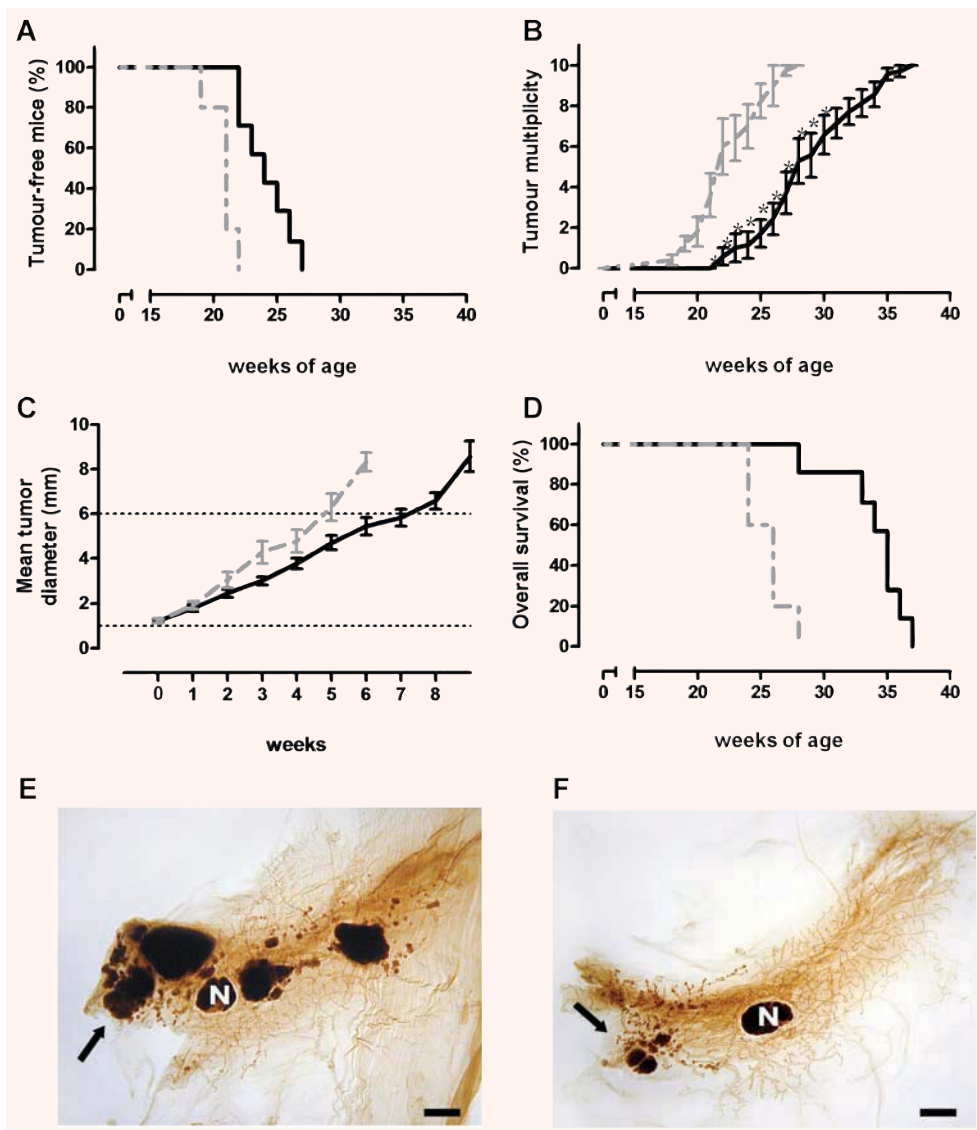 A
Tumour-free mice (%)
100
80
60
40
20
0
0 15 20 25 30 35 40
weeks of age
B
Tumour multiplicity
10
8
6
4
2
0
* * * * * * * * * *
0 15 20 25 30 35 40
weeks of age
C
Mean tumor
diameter (mm)
10
8
6
4
2
0
0 1 2 3 4 5 6 7 8
weeks
D
Overall survival (%)
100
80
60
40
20
0
0 15 20 25 30 35 40
weeks of age
E
N
F
N